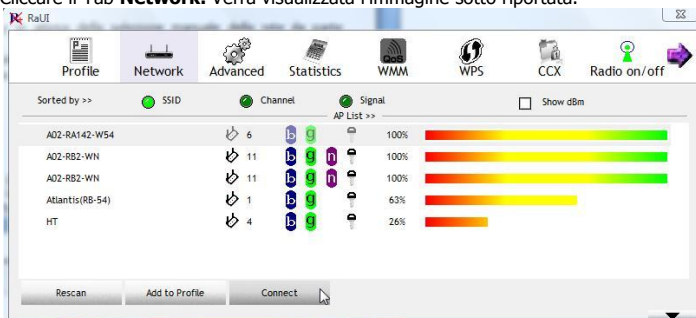 Cliccare il Tab Network. Verrà visualizzata l'immagine sotto riportata.
RaUI
Profile Network Advanced Statistics QoS WMM WPS CCX Radio on/off
Sorted by >> SSID Channel Signal Show dBm
AP List >>
A02-RA142-W54 6 b g 100%
A02-RB2-WN 11 b g n 100%
A02-RB2-WN 11 b g n 100%
Atlantis(RB-54) 1 b g 63%
HT 4 b g 26%
Rescan Add to Profile Connect